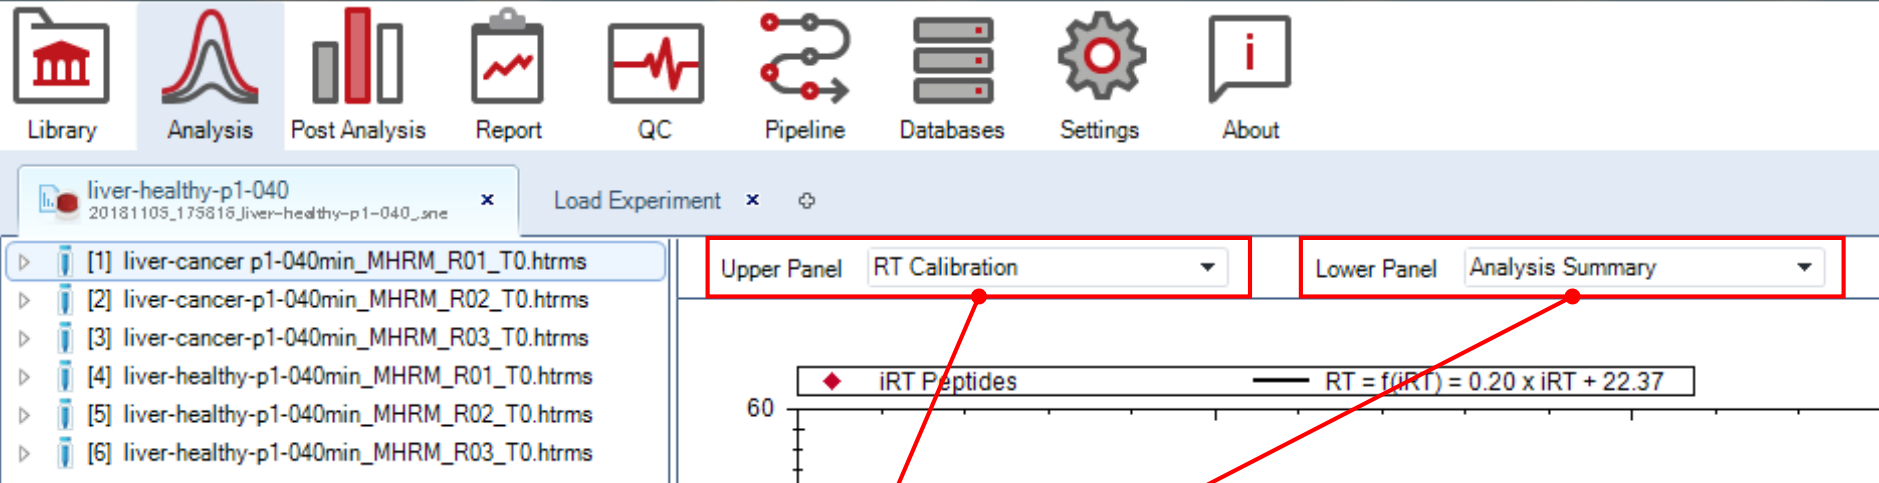 Library Analysis Post Analysis Report QC Pipeline Databases Settings About
liver-healthy-p1-040
20181105_175816_liver-healthy-p1-040_.sne
Load Experiment
[1] liver-cancer p1-040min_MHRM_R01_T0.htrms
[2] liver-cancer-p1-040min_MHRM_R02_T0.htrms
[3] liver-cancer-p1-040min_MHRM_R03_T0.htrms
[4] liver-healthy-p1-040min_MHRM_R01_T0.htrms
[5] liver-healthy-p1-040min_MHRM_R02_T0.htrms
[6] liver-healthy-p1-040min_MHRM_R03_T0.htrms
Upper Panel RT Calibration Lower Panel Analysis Summary
iRT Peptides RT = f(iRT) = 0.20 x iRT + 22.37
60